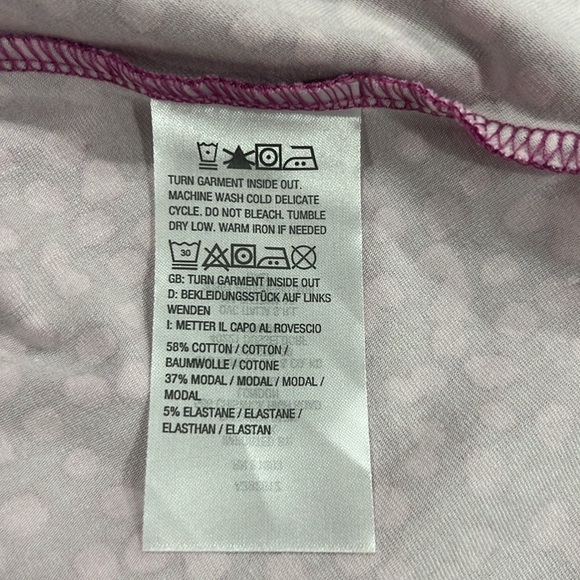 TURN GARMENT INSIDE OUT.
MACHINE WASH COLD DELICATE
CYCLE. DO NOT BLEACH. TUMBLE
DRY LOW. WARM IRON IF NEEDED
30
GB: TURN GARMENT INSIDE OUT
D: BEKLEIDUNGSSTÜCK AUF LINKS
WENDEN
I: METTER IL CAPO AL ROVESCIO
58% COTTON / COTTON /
BAUMWOLLE / COTONE
37% MODAL / MODAL / MODAL /
MODAL
5% ELASTANE / ELASTANE /
ELASTHAN / ELASTAN